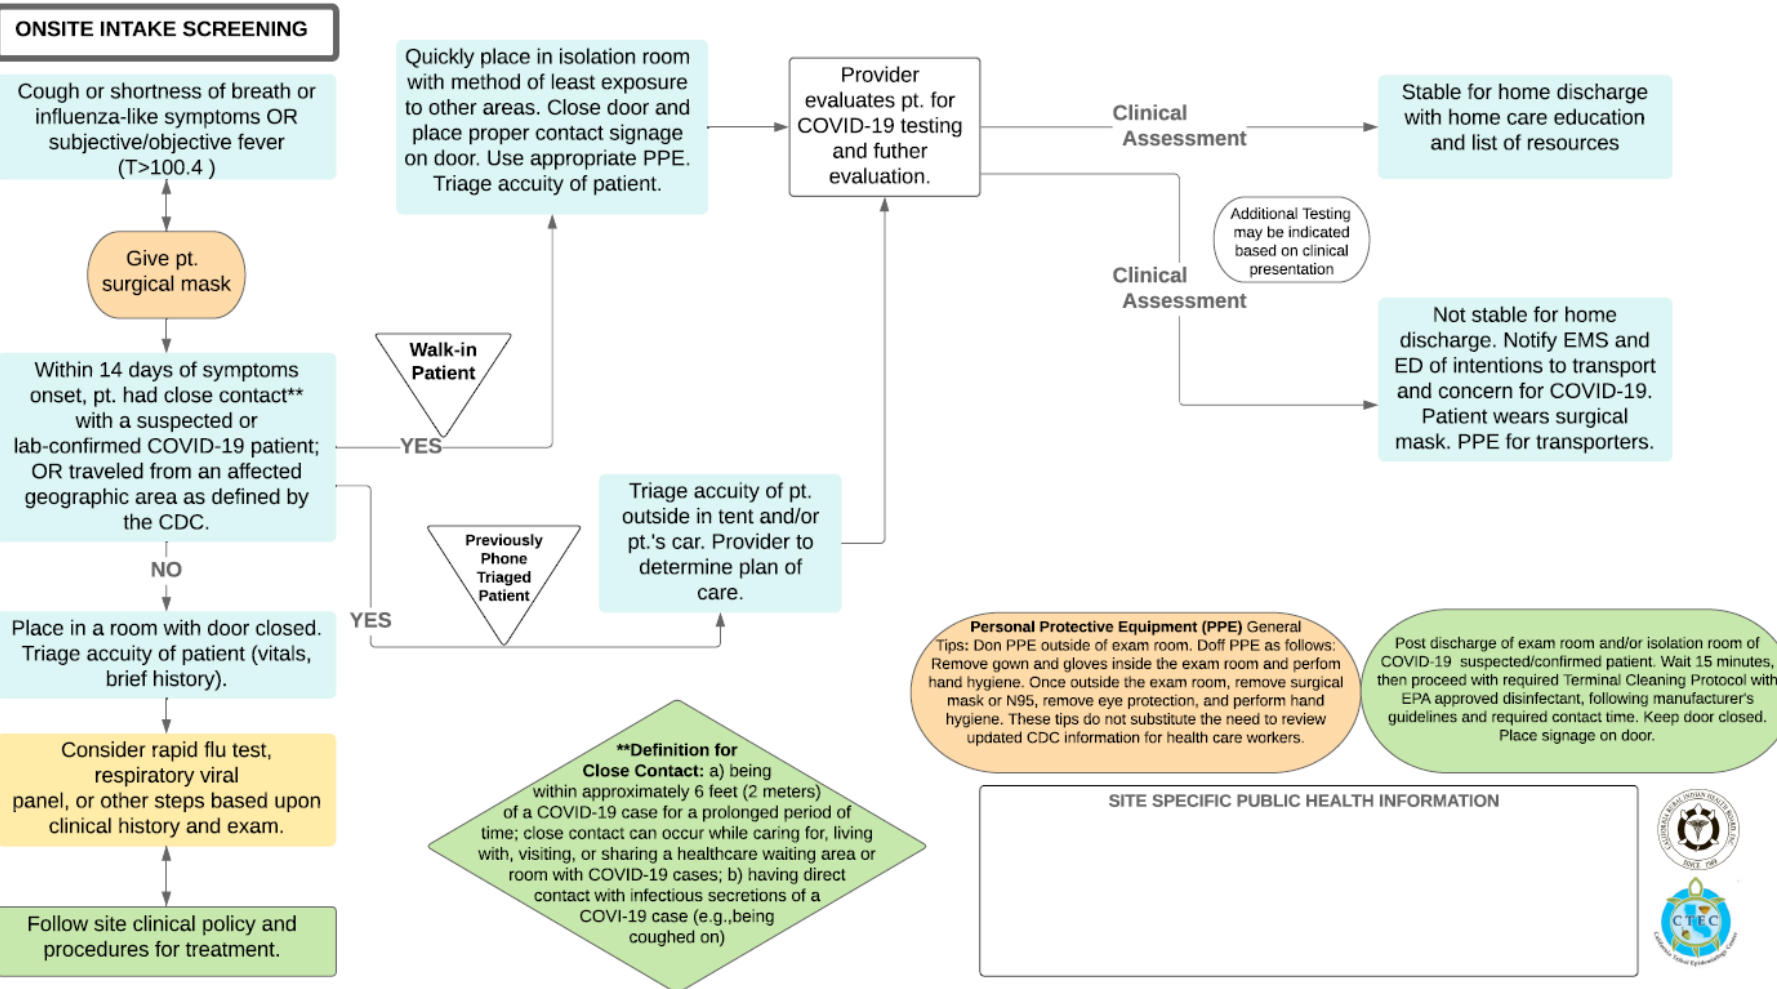 ONSITE INTAKE SCREENING
Cough or shortness of breath or
influenza-like symptoms OR
subjective/objective fever
(T>100.4 )
Give pt.
surgical mask
Within 14 days of symptoms
onset, pt. had close contact**
with a suspected or
lab-confirmed COVID-19 patient;
OR traveled from an affected
geographic area as defined by
the CDC.
NO
Place in a room with door closed.
Triage accuity of patient (vitals,
brief history).
Consider rapid flu test,
respiratory viral
panel, or other steps based upon
clinical history and exam.
Follow site clinical policy and
procedures for treatment.
Walk-in
Patient
YES
Quickly place in isolation room
with method of least exposure
to other areas. Close door and
place proper contact signage
on door. Use appropriate PPE.
Triage accuity of patient.
Previously
Phone
Triaged
Patient
YES
Triage accuity of pt.
outside in tent and/or
pt.'s car. Provider to
determine plan of
care.
Provider
evaluates pt. for
COVID-19 testing
and futher
evaluation.
Clinical
Assessment
Stable for home discharge
with home care education
and list of resources
Additional Testing
may be indicated
based on clinical
presentation
Clinical
Assessment
Not stable for home
discharge. Notify EMS and
ED of intentions to transport
and concern for COVID-19.
Patient wears surgical
mask. PPE for transporters.
**Definition for
Close Contact: a) being
within approximately 6 feet (2 meters)
of a COVID-19 case for a prolonged period of
time; close contact can occur while caring for, living
with, visiting, or sharing a healthcare waiting area or
room with COVID-19 cases; b) having direct
contact with infectious secretions of a
COVI-19 case (e.g.,being
coughed on)
Personal Protective Equipment (PPE) General
Tips: Don PPE outside of exam room. Doff PPE as follows:
Remove gown and gloves inside the exam room and perfom
hand hygiene. Once outside the exam room, remove surgical
mask or N95, remove eye protection, and perform hand
hygiene. These tips do not substitute the need to review
updated CDC information for health care workers.
Post discharge of exam room and/or isolation room of
COVID-19 suspected/confirmed patient. Wait 15 minutes,
then proceed with required Terminal Cleaning Protocol with
EPA approved disinfectant, following manufacturer's
guidelines and required contact time. Keep door closed.
Place signage on door.
SITE SPECIFIC PUBLIC HEALTH INFORMATION
CALIFORNIA RURAL INDIAN HEALTH BOARD, INC.
SINCE 1969
CTEC
California Tribal Epidemiology Center